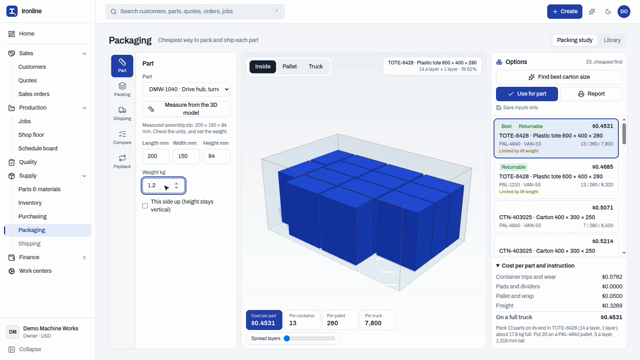 Ironline
Search customers, parts, quotes, orders, jobs
/
+ Create
DO
Home
Sales
Customers
Quotes
Sales orders
Production
Jobs
Shop floor
Schedule board
Quality
Supply
Parts & materials
Inventory
Purchasing
Packaging
Shipping
Finance
Work centers
DM
Demo Machine Works
Owner · USD
Collapse
Packaging
Cheapest way to pack and ship each part
Packing study
Library
Part
Packing
Shipping
Compare
Payback
Part
Part
DMW-1040 · Drive hub, turn
Measure from the 3D model
Measured assembly.stp: 200 × 150 × 84 mm. Check the units, and set the weight.
Length mm
Width mm
Height mm
200
150
84
Weight kg
1.2
This side up (height stays vertical)
Inside
Pallet
Truck
TOTE-6428 · Plastic tote 600 × 400 × 280
14 a layer × 1 layer · fill 81%
Cost per part
$0.4531
Per container
13
Per pallet
260
Per truck
7,800
Spread layers
Options
23, cheapest first
Find best carton size
Use for part
Report
Save inputs only
Best
Returnable
$0.4531
TOTE-6428 · Plastic tote 600 × 400 × 280
PAL-4840 · VAN-53
13 / 260 / 7,800
Limited by lift weight
Returnable
$0.4685
TOTE-6428 · Plastic tote 600 × 400 × 280
PAL-1210 · VAN-53
13 / 260 / 8,320
Limited by lift weight
$0.5071
CTN-403025 · Carton 400 × 300 × 250
PAL-4840 · VAN-53
7 / 280 / 8,400
$0.5214
CTN-403025 · Carton 400 × 300 × 250
Cost per part and instruction
Container trips and wear
$0.0762
Pads and dividers
$0.0000
Pallet and wrap
$0.0500
Freight
$0.3269
On a full truck
$0.4531
Pack 13 parts on its end in TOTE-6428 (14 a layer, 1 layer), about 17.8 kg full. Put 20 on a PAL-4840 pallet, 5 a layer, 1,318 mm tall.